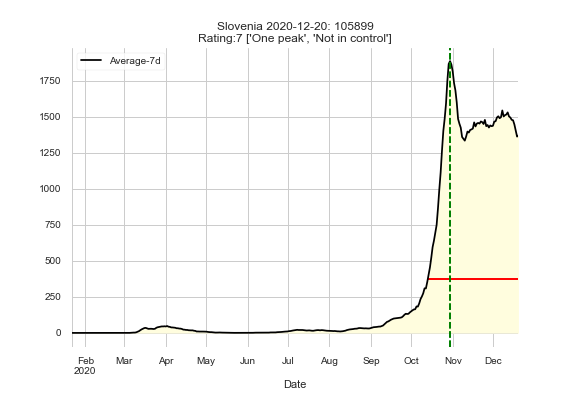 Slovenia 2020-12-20: 105899
Rating:7 ['One peak', 'Not in control']
Average-7d
1750
1500
1250
1000
750
500
250
0
Feb Mar Apr May Jun Jul Aug Sep Oct Nov Dec
2020
Date